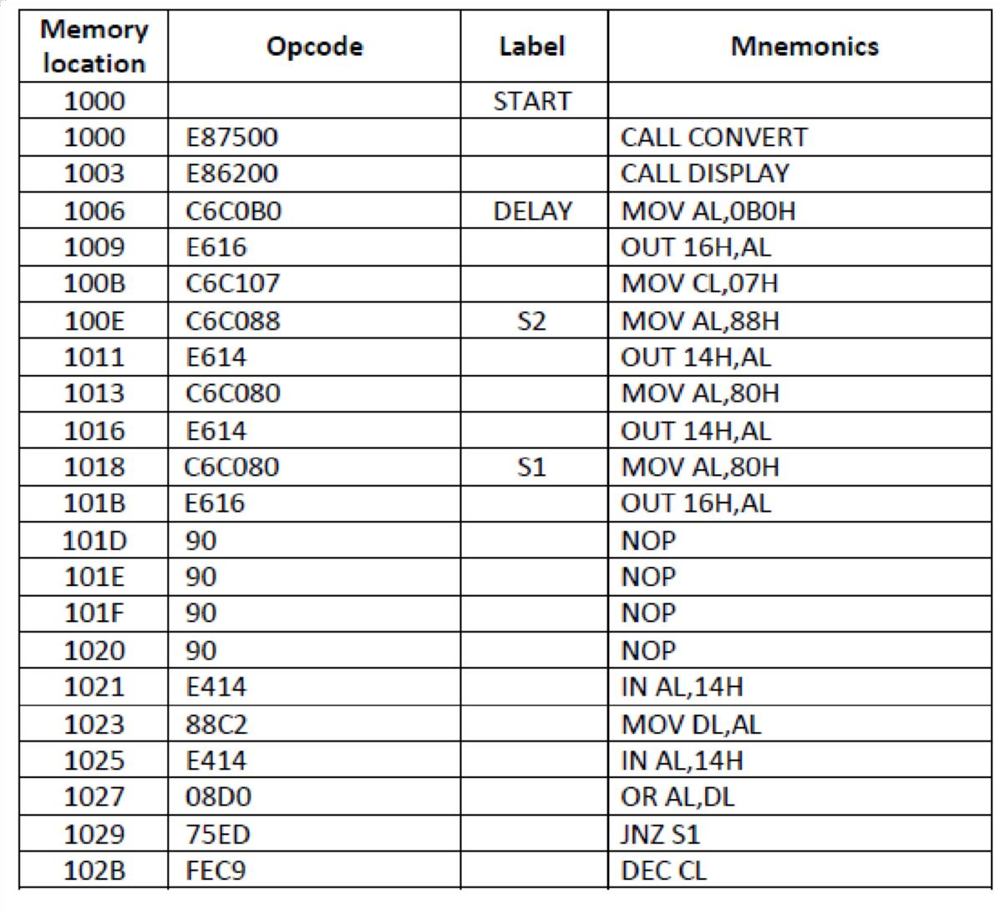 Memory location Opcode Label Mnemonics
1000 START
1000 E87500 CALL CONVERT
1003 E86200 CALL DISPLAY
1006 C6C0B0 DELAY MOV AL,0B0H
1009 E616 OUT 16H,AL
100B C6C107 MOV CL,07H
100E C6C088 S2 MOV AL,88H
1011 E614 OUT 14H,AL
1013 C6C080 MOV AL,80H
1016 E614 OUT 14H,AL
1018 C6C080 S1 MOV AL,80H
101B E616 OUT 16H,AL
101D 90 NOP
101E 90 NOP
101F 90 NOP
1020 90 NOP
1021 E414 IN AL,14H
1023 88C2 MOV DL,AL
1025 E414 IN AL,14H
1027 08D0 OR AL,DL
1029 75ED JNZ S1
102B FEC9 DEC CL